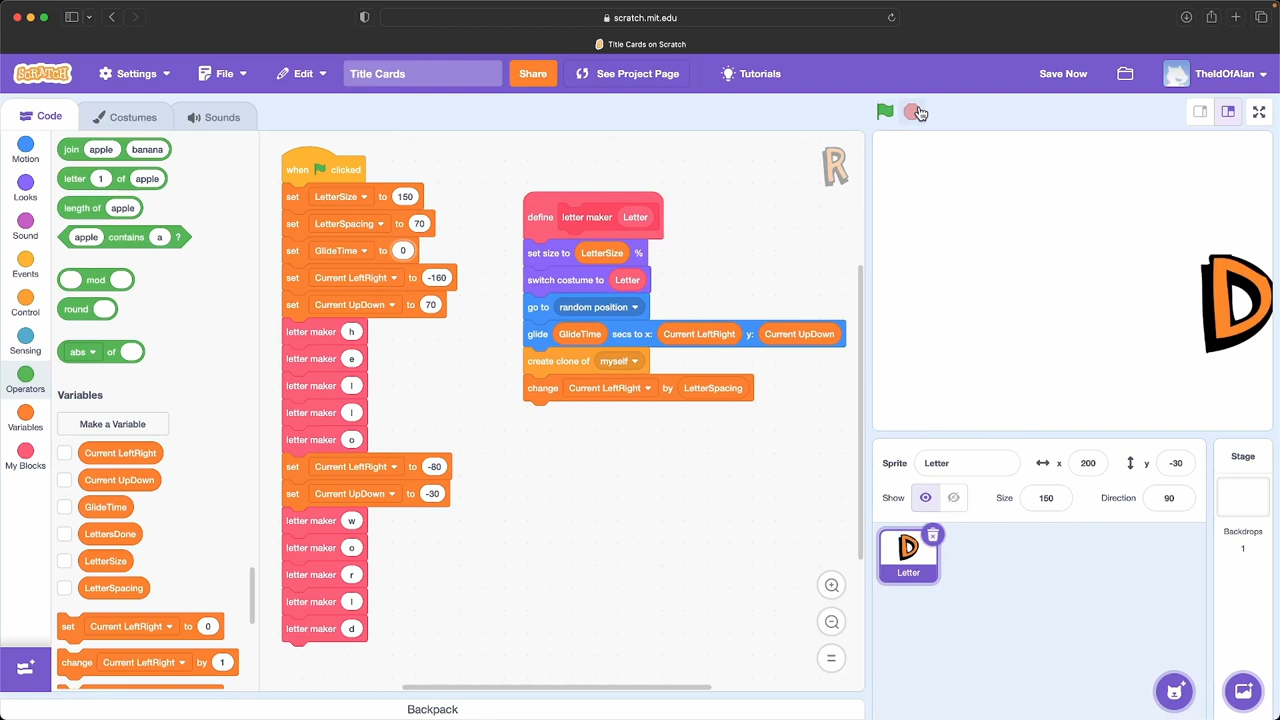 scratch.mit.edu
Title Cards on Scratch
SCRATCH Settings File Edit Title Cards Share See Project Page Tutorials Save Now TheIdOfAlan
Code Costumes Sounds
Motion
Looks
Sound
Events
Control
Sensing
Operators
Variables
My Blocks
join apple banana
letter 1 of apple
length of apple
apple contains a ?
mod
round
abs of
Variables
Make a Variable
Current LeftRight
Current UpDown
GlideTime
LettersDone
LetterSize
LetterSpacing
set Current LeftRight to 0
change Current LeftRight by 1
when clicked
set LetterSize to 150
set LetterSpacing to 70
set GlideTime to 0
set Current LeftRight to -160
set Current UpDown to 70
letter maker h
letter maker e
letter maker l
letter maker l
letter maker o
set Current LeftRight to -80
set Current UpDown to -30
letter maker w
letter maker o
letter maker r
letter maker l
letter maker d
define letter maker Letter
set size to LetterSize %
switch costume to Letter
go to random position
glide GlideTime secs to x: Current LeftRight y: Current UpDown
create clone of myself
change Current LeftRight by LetterSpacing
R
D
Sprite Letter x 200 y -30
Show Size 150 Direction 90
D
Letter
Stage
Backdrops
1
Backpack